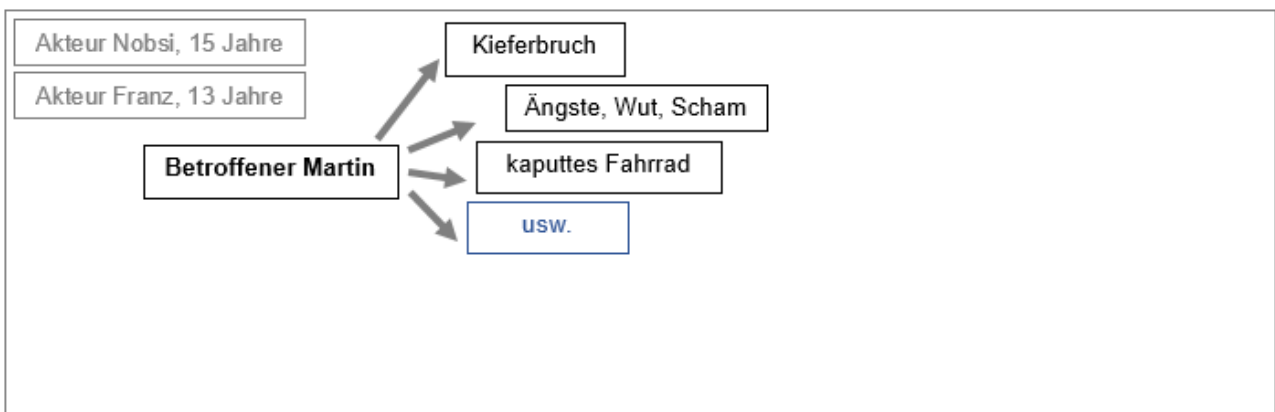 Akteur Nobsi, 15 Jahre
Kieferbruch
Akteur Franz, 13 Jahre
Ängste, Wut, Scham
Betroffener Martin
kaputtes Fahrrad
usw.